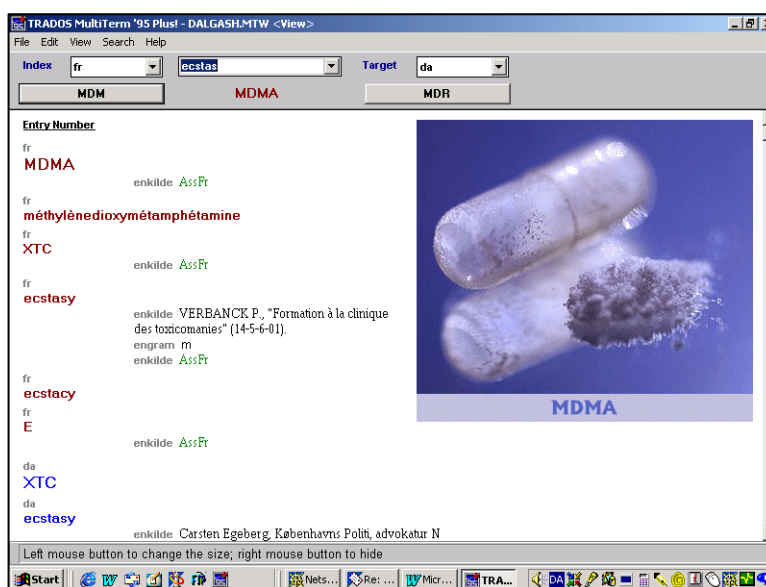 TRADOS MultiTerm '95 Plus! - DALGASH.MTW <View>
File Edit View Search Help
Index fr ecstas Target da
MDM MDMA MDR
Entry Number
fr
MDMA
enkilde AssFr
fr
méthylènedioxymétamphétamine
fr
XTC
enkilde AssFr
fr
ecstasy
enkilde VERBANCK P., "Formation à la clinique
des toxicomanies" (14-5-6-01).
engram m
enkilde AssFr
fr
ecstacy
fr
E
enkilde AssFr
da
XTC
da
ecstasy
enkilde Carsten Egeberg, Københavns Politi, advokatur N
MDMA
Left mouse button to change the size; right mouse button to hide
Start Nets... Re: ... Micr... TRA... DA